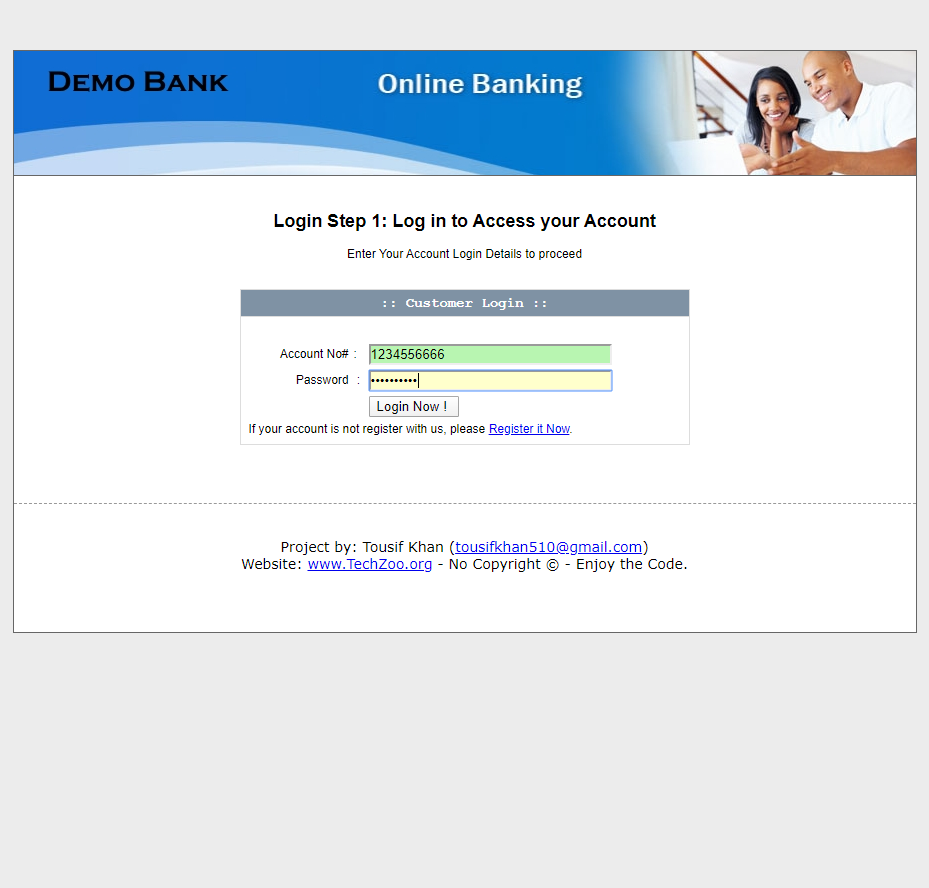 DEMO BANK
Online Banking
Login Step 1: Log in to Access your Account
Enter Your Account Login Details to proceed
:: Customer Login ::
Account No# : 1234556666
Password : ••••••••••
Login Now !
If your account is not register with us, please Register it Now.
Project by: Tousif Khan (tousifkhan510@gmail.com)
Website: www.TechZoo.org - No Copyright © - Enjoy the Code.